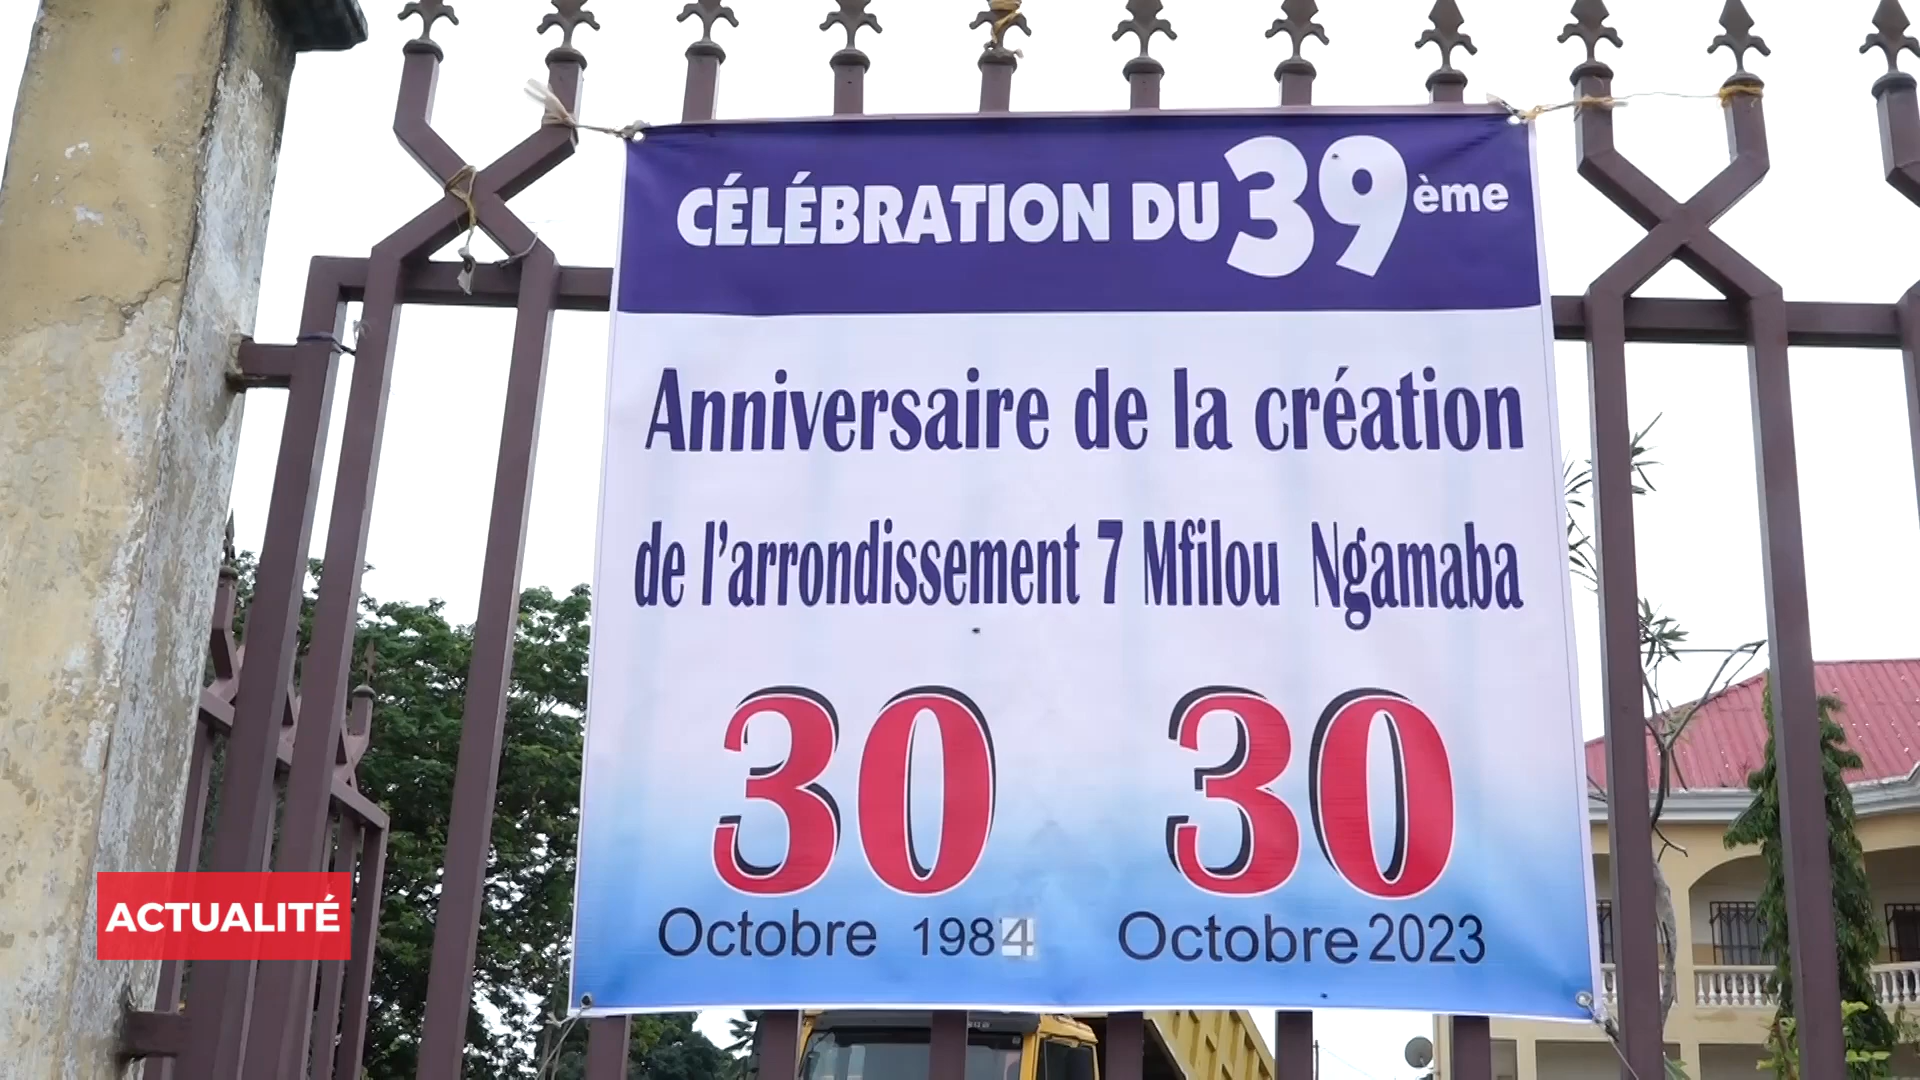 CÉLÉBRATION DU 39ème
Anniversaire de la création
de l'arrondissement 7 Mfilou Ngamaba
30 30
Octobre 1984 Octobre 2023
ACTUALITÉ